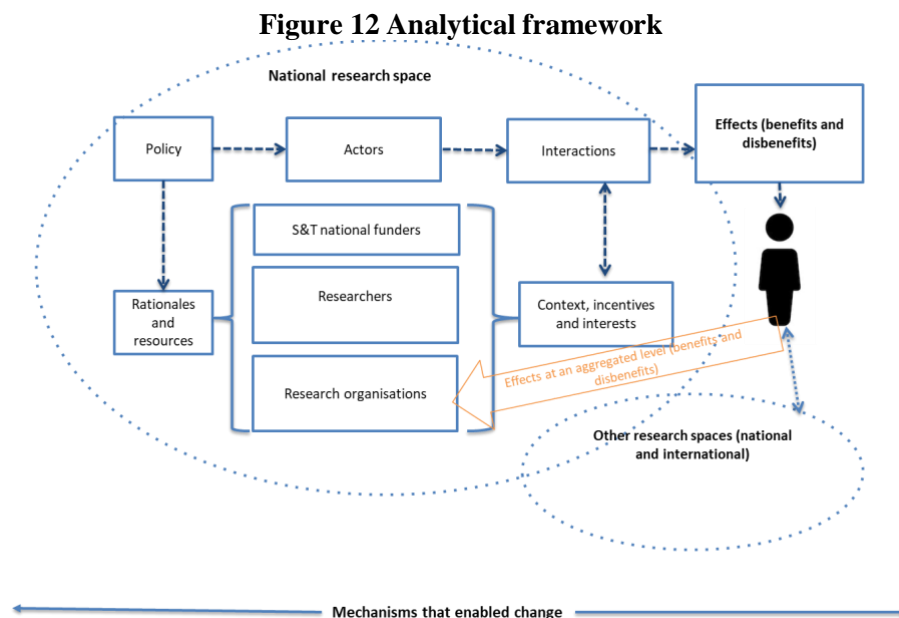 Figure 12 Analytical framework
National research space
Policy
Actors
Interactions
Effects (benefits and
disbenefits)
S&T national funders
Researchers
Research organisations
Rationales
and
resources
Context, incentives
and interests
Effects at an aggregated level (benefits and
disbenefits)
Other research spaces (national
and international)
Mechanisms that enabled change